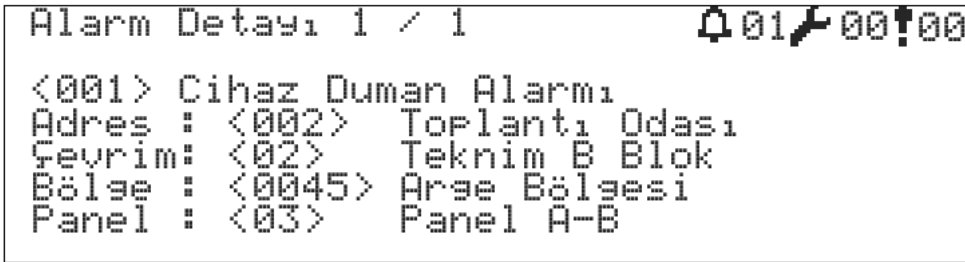 Alarm Detayı 1 / 1 01 00 00
<001> Cihaz Duman Alarmı
Adres : <002> Toplantı Odası
Çevrim: <02> Teknim B Blok
Bölge : <0045> Arge Bölgesi
Panel : <03> Panel A-B